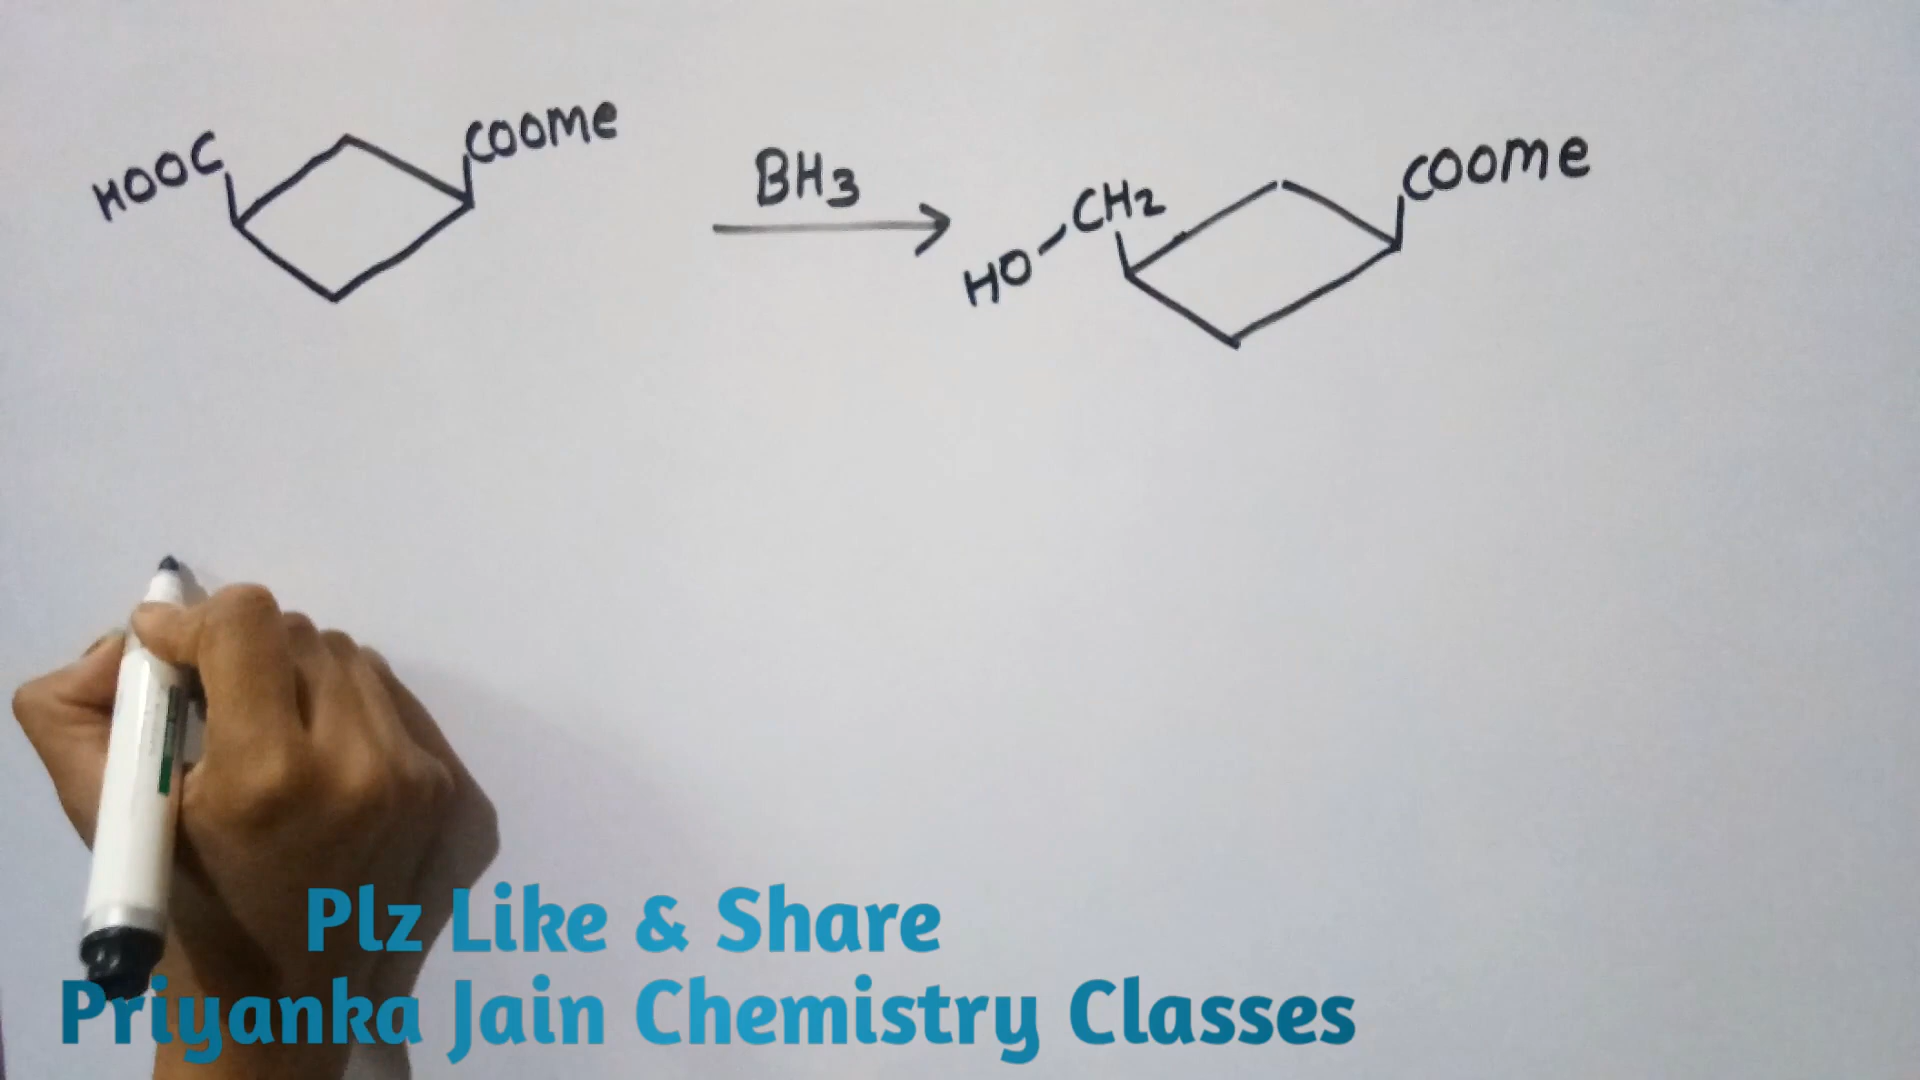 HOOC
COOMe
BH3
HO-CH2
COOMe
Plz Like & Share
Priyanka Jain Chemistry Classes